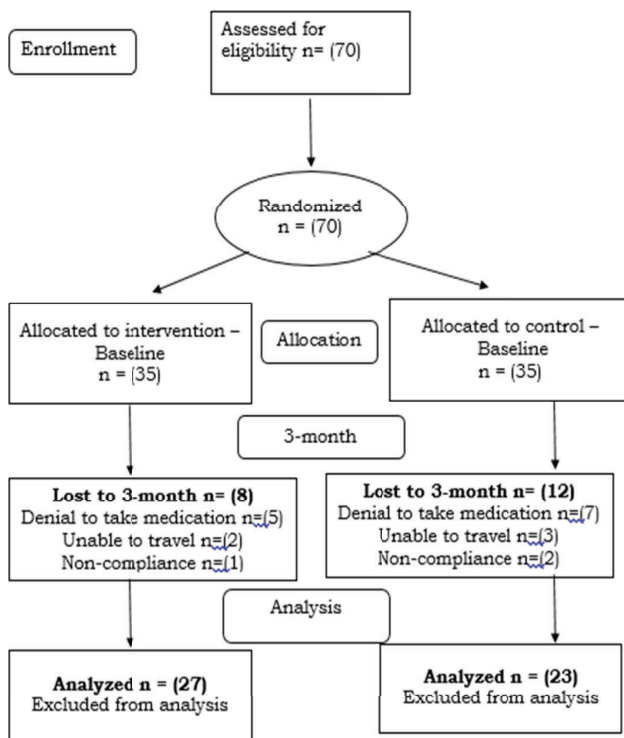 Enrollment
Assessed for
eligibility n= (70)
Randomized
n = (70)
Allocated to intervention –
Baseline
n = (35)
Allocation
Allocated to control –
Baseline
n = (35)
3-month
Lost to 3-month n= (8)
Denial to take medication n=(5)
Unable to travel n=(2)
Non-compliance n=(1)
Lost to 3-month n= (12)
Denial to take medication n=(7)
Unable to travel n=(3)
Non-compliance n=(2)
Analysis
Analyzed n = (27)
Excluded from analysis
Analyzed n = (23)
Excluded from analysis